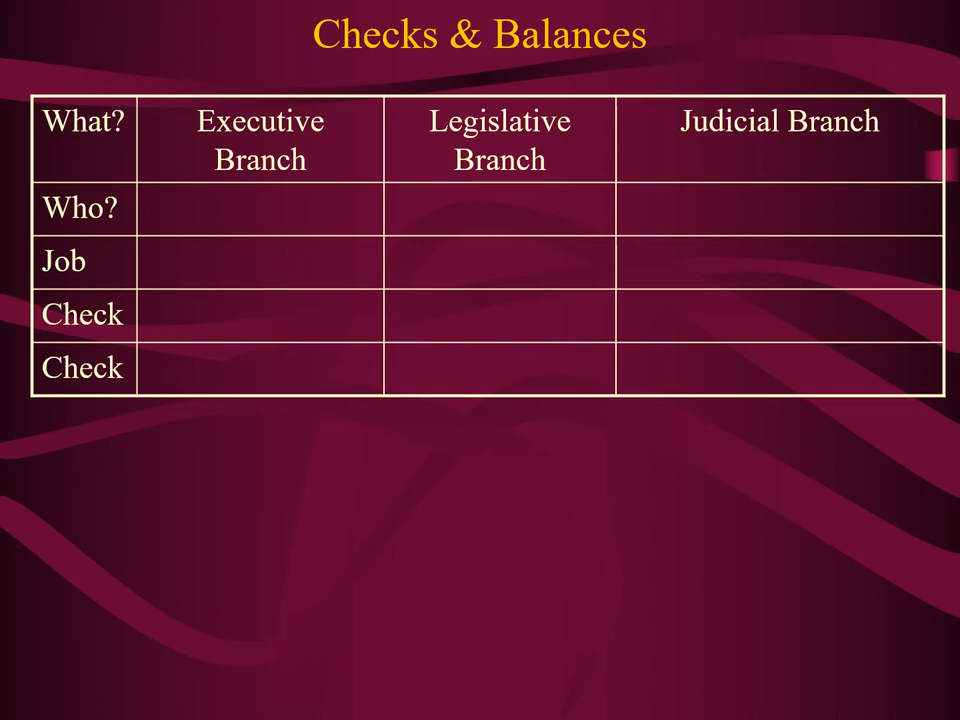 Checks & Balances
What? Executive Branch Legislative Branch Judicial Branch
Who?
Job
Check
Check